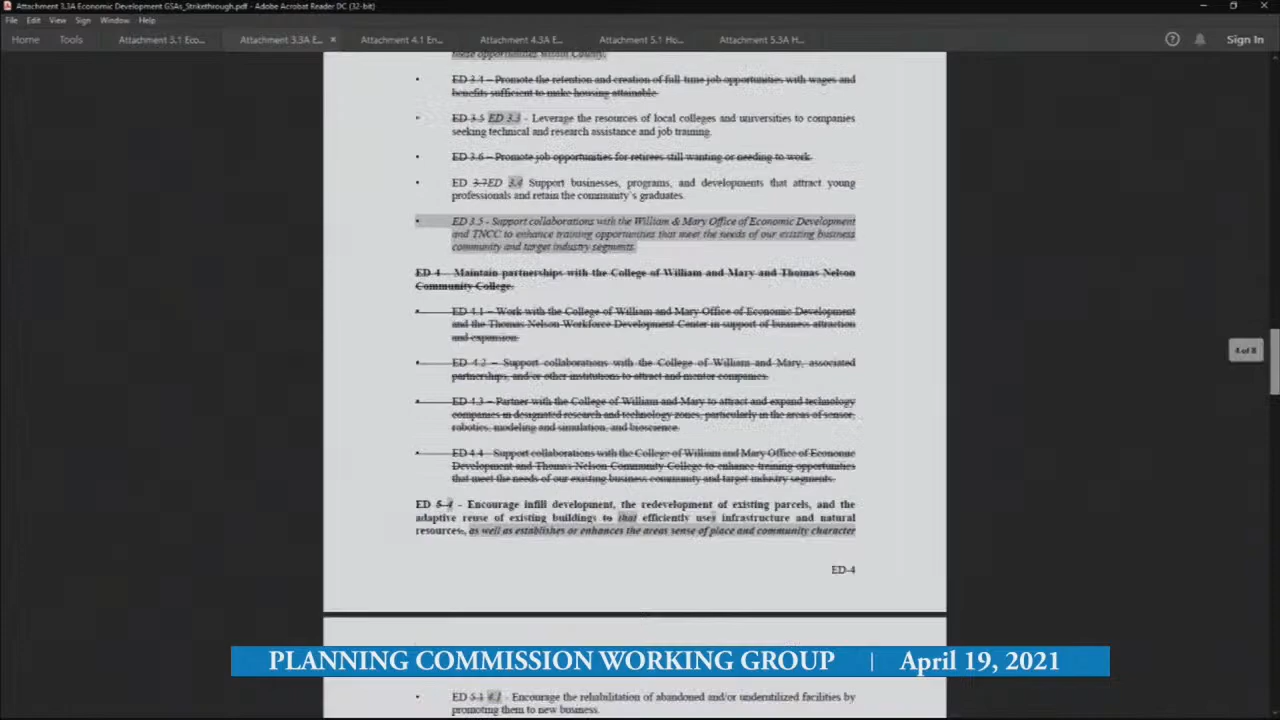 Attachment 3.3A Economic Development GSAs_Strikethrough.pdf - Adobe Acrobat Reader DC (32-bit)
File Edit View Sign Window Help
Home Tools Attachment 3.1 Eco... Attachment 3.3A E... × Attachment 4.1 En... Attachment 4.3A E... Attachment 5.1 Ho... Attachment 5.3A H... Sign In
these opportunities within County.
• ED 3.4 – Promote the retention and creation of full-time job opportunities with wages and
benefits sufficient to make housing attainable.
• ED 3.5 ED 3.3 - Leverage the resources of local colleges and universities to companies
seeking technical and research assistance and job training.
• ED 3.6 – Promote job opportunities for retirees still wanting or needing to work.
• ED 3.7ED 3.4 Support businesses, programs, and developments that attract young
professionals and retain the community's graduates.
• ED 3.5 - Support collaborations with the William & Mary Office of Economic Development
and TNCC to enhance training opportunities that meet the needs of our existing business
community and target industry segments.
ED 4 – Maintain partnerships with the College of William and Mary and Thomas Nelson
Community College.
• ED 4.1 – Work with the College of William and Mary Office of Economic Development
and the Thomas Nelson Workforce Development Center in support of business attraction
and expansion.
• ED 4.2 – Support collaborations with the College of William and Mary, associated
partnerships, and/or other institutions to attract and mentor companies.
• ED 4.3 – Partner with the College of William and Mary to attract and expand technology
companies in designated research and technology zones, particularly in the areas of sensor,
robotics, modeling and simulation, and bioscience.
• ED 4.4 – Support collaborations with the College of William and Mary Office of Economic
Development and Thomas Nelson Community College to enhance training opportunities
that meet the needs of our existing business community and target industry segments.
ED 5 4 - Encourage infill development, the redevelopment of existing parcels, and the
adaptive reuse of existing buildings to that efficiently uses infrastructure and natural
resources., as well as establishes or enhances the areas sense of place and community character
ED-4
4 of 8
PLANNING COMMISSION WORKING GROUP | April 19, 2021
• ED 5.1 4.1 - Encourage the rehabilitation of abandoned and/or underutilized facilities by
promoting them to new business.